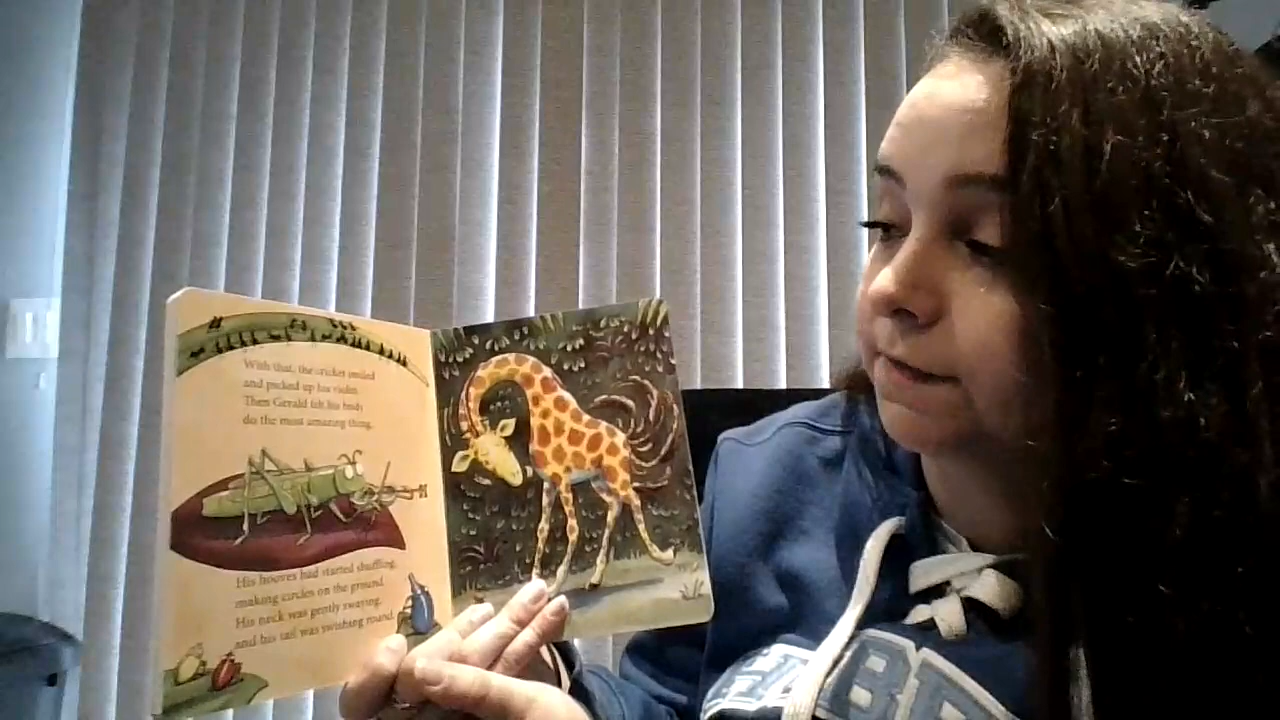 With that, the cricket smiled
and picked up his violin.
Then Gerald felt his body
do the most amazing thing.
His hooves had started shuffling,
making circles on the ground.
His neck was gently swaying,
and his tail was swishing round.